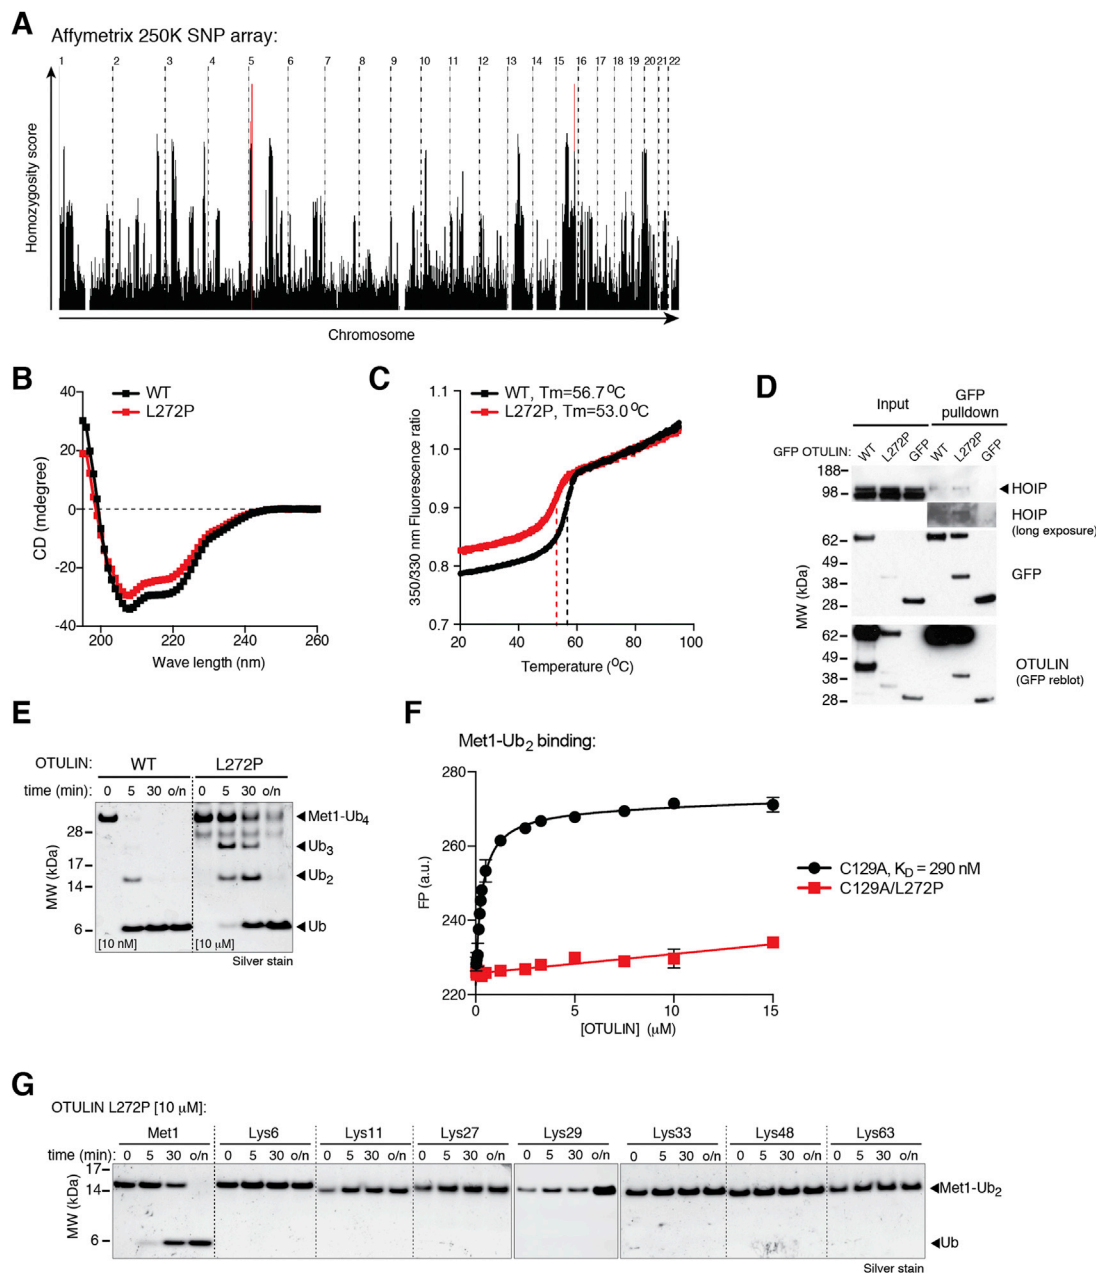 A
Affymetrix 250K SNP array:
1 2 3 4 5 6 7 8 9 10 11 12 13 14 15 16 17 18 19 20 21 22
Homozygosity score
Chromosome
B
WT
L272P
40
20
0
-20
-40
CD (mdegree)
200 220 240 260
Wave length (nm)
C
WT, Tm=56.7 °C
L272P, Tm=53.0 °C
1.1
1.0
0.9
0.8
0.7
350/330 nm Fluorescence ratio
20 40 60 80 100
Temperature (°C)
D
Input GFP pulldown
GFP OTULIN: WT L272P GFP WT L272P GFP
188
98
HOIP
HOIP
(long exposure)
62
49
38
28
GFP
MW (kDa)
62
49
38
28
OTULIN
(GFP reblot)
E
OTULIN: WT L272P
time (min): 0 5 30 o/n 0 5 30 o/n
Met1-Ub4
28
Ub3
17
14
Ub2
6
Ub
MW (kDa)
[10 nM] [10 μM]
Silver stain
F
Met1-Ub2 binding:
280
260
240
220
FP (a.u.)
0 5 10 15
[OTULIN] (μM)
C129A, KD = 290 nM
C129A/L272P
G
OTULIN L272P [10 μM]:
Met1 Lys6 Lys11 Lys27 Lys29 Lys33 Lys48 Lys63
time (min): 0 5 30 o/n 0 5 30 o/n 0 5 30 o/n 0 5 30 o/n 0 5 30 o/n 0 5 30 o/n 0 5 30 o/n 0 5 30 o/n
17
14
Met1-Ub2
6
Ub
MW (kDa)
Silver stain